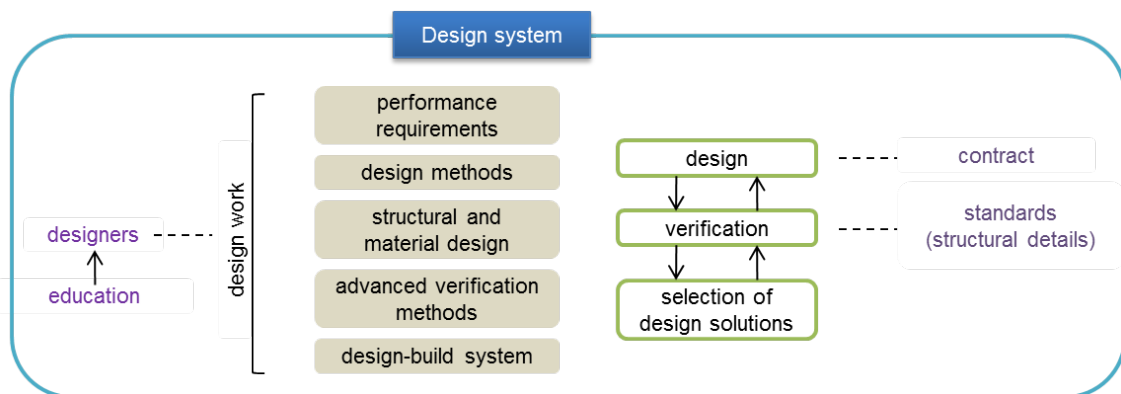 Design system
designers
education
design work
performance
requirements
design methods
structural and
material design
advanced verification
methods
design-build system
design
verification
selection of
design solutions
contract
standards
(structural details)